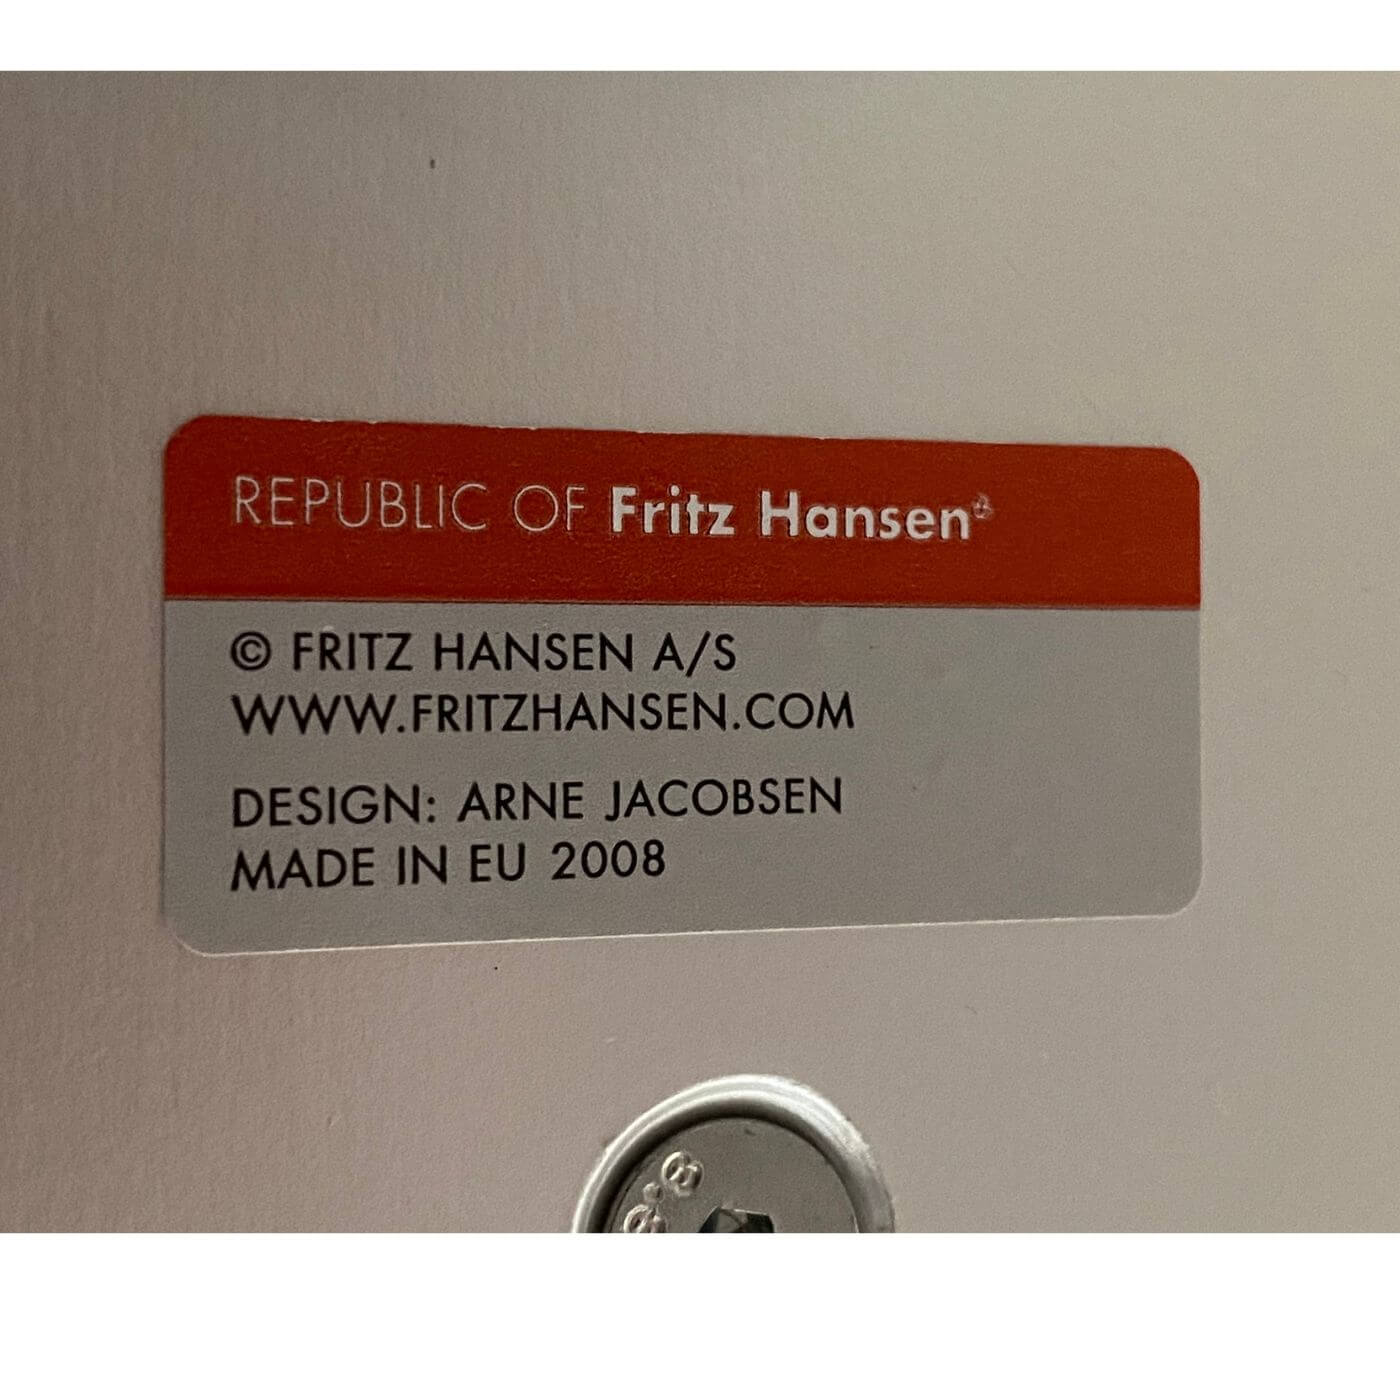 REPUBLIC OF Fritz Hansen
© FRITZ HANSEN A/S
WWW.FRITZHANSEN.COM
DESIGN: ARNE JACOBSEN
MADE IN EU 2008